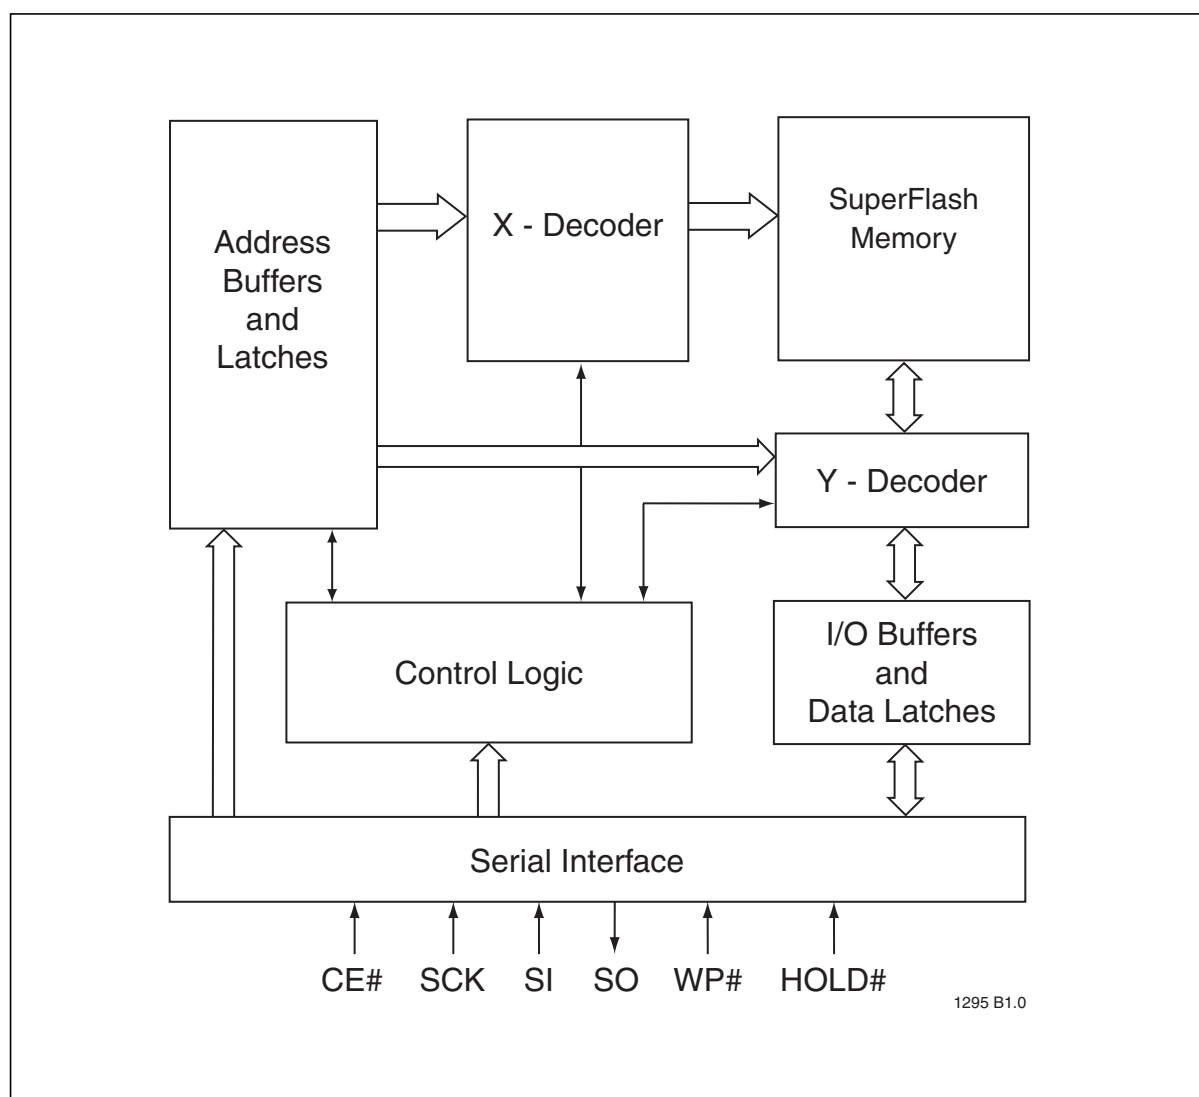 Address
Buffers
and
Latches
X - Decoder
SuperFlash
Memory
Y - Decoder
Control Logic
I/O Buffers
and
Data Latches
Serial Interface
CE# SCK SI SO WP# HOLD#
1295 B1.0